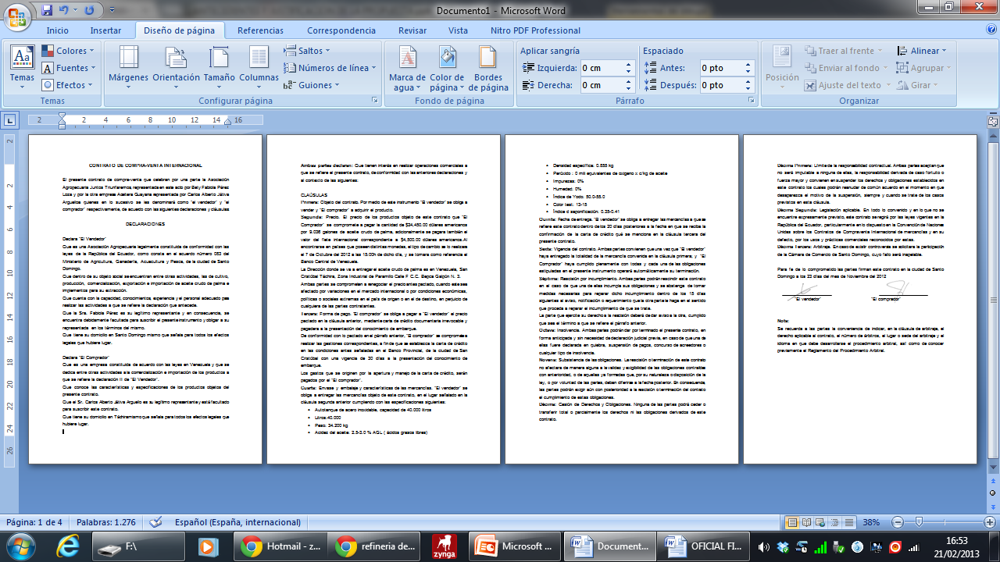 Documento1 - Microsoft Word
Inicio Insertar Diseño de página Referencias Correspondencia Revisar Vista Nitro PDF Professional
Temas
Colores
Fuentes
Efectos
Temas
Márgenes Orientación Tamaño Columnas
Saltos
Números de línea
Guiones
Configurar página
Marca de agua
Color de página
Bordes de página
Fondo de página
Aplicar sangría
Izquierda: 0 cm
Derecha: 0 cm
Espaciado
Antes: 0 pto
Después: 0 pto
Párrafo
Posición
Traer al frente
Enviar al fondo
Ajuste del texto
Alinear
Agrupar
Girar
Organizar
2 2 4 6 8 10 12 14 16
CONTRATO DE COMPRA-VENTA INTERNACIONAL
El presente contrato de compra-venta que celebran por una parte la Asociación
Agropecuaria Juntos Triunfaremos, representada en este acto por Bety Fabiola Pérez
Loza y por la otra empresa Aceitera Guayana representada por Carlos Alberto Játiva
Arguellos quienes en lo sucesivo se les denominará como "el vendedor" y "el
comprador" respectivamente, de acuerdo con las siguientes declaraciones y cláusulas
DECLARACIONES
Declara "El Vendedor"
Que es una Asociación Agropecuaria legalmente constituida de conformidad con las
leyes de la República de Ecuador, como consta en el acuerdo número 052 del
Ministerio de Agricultura, Ganadería, Acuacultura y Pesca, de la ciudad de Santo
Domingo.
Que dentro de su objeto social se encuentran entre otras actividades, las de cultivo,
producción, comercialización, exportación e importación de aceite crudo de palma e
implementos para su extracción.
Que cuenta con la capacidad, conocimientos, experiencia y el personal adecuado para
realizar las actividades a que se refiere la declaración que antecede.
Que la Sra. Fabiola Pérez es su legítimo representante y en consecuencia, se
encuentra debidamente facultada para suscribir el presente instrumento y obligar a su
representada en los términos del mismo.
Que tiene su domicilio en Santo Domingo mismo que señala para todos los efectos
legales que hubiere lugar.
Declara "El Comprador"
Que es una empresa constituida de acuerdo con las leyes en Venezuela y que se
dedica entre otras actividades a la comercialización e importación de los productos a
que se refiere la declaración II de "El Vendedor".
Que conoce las características y especificaciones de los productos objetos del
presente contrato.
Que el Sr. Carlos Alberto Játiva Arguello es su legítimo representante y está facultado
para suscribir este contrato.
Que tiene su domicilio en Táchira mismo que señala para todos los efectos legales que
hubiere lugar.
Ambas partes declaran: Que tienen interés en realizar operaciones comerciales a
que se refiere el presente contrato, de conformidad con las anteriores declaraciones y
al contexto de las siguientes:
CLAÚSULAS
Primera: Objeto del contrato. Por medio de este instrumento "El vendedor" se obliga a
vender y "El comprador" a adquirir el producto.
Segunda: Precio. El precio de los productos objeto de este contrato que "El
Comprador" se compromete a pagar la cantidad de $24,450.00 dólares americanos
por 9.036 galones de aceite crudo de palma, adicionalmente se pagara también el
valor del flete internacional correspondiente a $4,500.00 dólares americanos.Al
encontrarse en países que poseen distintas monedas, el tipo de cambio se lo realizara
el 7 de Octubre del 2012 a las 15:00h de dicho día, y se tomara como referencia el
Banco Central de Venezuela.
La Dirección donde se va a entregar el aceite crudo de palma es en Venezuela, San
Cristóbal Táchira, Zona Industrial de Paramillo Calle F C.C. Bepca Galpón N. 3.
Ambas partes se comprometen a renegociar el precio antes pactado, cuando este sea
afectado por variaciones en el mercado internacional o por condiciones económicas,
políticas o sociales extremas en el país de origen o en el de destino, en perjuicio de
cualquiera de las partes contratantes.
Tercera: Forma de pago. "El comprador" se obliga a pagar a "El vendedor" el precio
pactado en la cláusula anterior, mediante carta de crédito documentaria irrevocable y
pagadera a la presentación del conocimiento de embarque.
De conformidad con lo pactado en el párrafo anterior, "El comprador" se compromete a
realizar las gestiones correspondientes, a fin de que se establezca la carta de crédito
en las condiciones antes señaladas en el Banco Provincial, de la ciudad de San
Cristóbal con una vigencia de 30 días a la presentación del conocimiento de
embarque.
Los gastos que se originen por la apertura y manejo de la carta de crédito, serán
pagados por el "El comprador".
Cuarta: Envase y embalaje y características de las mercancías. "El vendedor" se
obliga a entregar las mercancías objeto de este contrato, en el lugar señalado en la
cláusula segunda anterior cumpliendo con las especificaciones siguientes:
• Autotanque de acero inoxidable, capacidad de 40.000 litros
• Litros:40.000
• Peso: 34.200 kg
• Acidez del aceite: 2.5-3.0 % AGL ( ácidos grasos libres)
• Densidad específica: 0.855 kg
• Peróxido : 0 mil equivalentes de oxígeno x c/kg de aceite
• Impurezas: 0%
• Humedad: 0%
• Índice de Yodo: 50.0-55.0
• Color test: 13-15
• Índice d saponificación: 0.35-0.41
Quinta: Fecha de entrega. "El vendedor" se obliga a entregar las mercancías a que se
refiere este contrato dentro de los 20 días posteriores a la fecha en que se reciba la
confirmación de la carta de crédito qué se menciona en la cláusula tercera del
presente contrato.
Sexta: Vigencia del contrato. Ambas partes convienen que una vez que "El vendedor"
haya entregado la totalidad de la mercancía convenida en la cláusula primera, y "El
Comprador" haya cumplido plenamente con todas y cada una de las obligaciones
estipuladas en el presente instrumento operará automáticamente su terminación.
Séptima: Rescisión por incumplimiento. Ambas partes podrán rescindir este contrato
en el caso de que una de ellas incumpla sus obligaciones y se abstenga de tomar
medidas necesarias para reparar dicho incumplimiento dentro de los 15 días
siguientes al aviso, notificación o requerimiento que la otra parte le haga en el sentido
que proceda a reparar el incumplimiento de que se trate.
La parte que ejercite su derecho a la rescisión deberá de dar aviso a la otra, cumplido
que sea el término a que se refiere el párrafo anterior.
Octava: Insolvencia. Ambas partes podrán dar por terminado el presente contrato, en
forma anticipada y sin necesidad de declaración judicial previa, en caso de que una de
ellas fuere declarada en quiebra, suspensión de pagos, concurso de acreedores o
cualquier tipo de insolvencia.
Novena: Subsistencia de las obligaciones. La rescisión o terminación de este contrato
no afectara de manera alguna a la validez y exigibilidad de las obligaciones contraídas
con anterioridad, o de aquellas ya formadas que, por su naturaleza o disposición de la
ley, o por voluntad de las partes, deban diferirse a la fecha posterior. En consecuencia,
las partes podrán exigir aún con posterioridad a la rescisión o terminación del contrato
el cumplimiento de estas obligaciones.
Décima: Cesión de Derechos y Obligaciones. Ninguna de las partes podrá ceder o
transferir total o parcialmente los derechos ni las obligaciones derivadas de este
contrato.
Décima Primera: Límite de la responsabilidad contractual. Ambas partes aceptan que
no será imputable a ninguna de ellas, la responsabilidad derivada de caso fortuito o
fuerza mayor y convienen en suspender los derechos y obligaciones establecidos en
este contrato los cuales podrán reanudar de común acuerdo en el momento en que
desaparezca el motivo de la suspensión, siempre y cuando se trate de los casos
previstos en esta cláusula.
Décima Segunda: Legislación aplicable. En todo lo convenido y en lo que no se
encuentre expresamente previsto, este contrato se regirá por las leyes vigentes en la
República del Ecuador, particularmente en lo dispuesto en la Convención de Naciones
Unidas sobre los Contratos de Compraventa Internacional de mercancías y, en su
defecto, por los usos y prácticas comerciales reconocidos por estas.
Décima Tercera: Arbitraje. En caso de existir controversia se solicitara la participación
de la Cámara de Comercio de Santo Domingo, cuyo fallo será inapelable.
Para fe de lo comprometido las partes firman este contrato en la ciudad de Santo
Domingo a los 23 días del mes de Noviembre del 2012
"El vendedor" "El comprador"
Nota:
Se recuerda a las partes la conveniencia de indicar, en la cláusula de arbitraje, el
derecho aplicable al contrato, el número de árbitros, el lugar o sede del arbitraje y el
idioma en que debe desarrollarse el procedimiento arbitral, así como de conocer
previamente el Reglamento del Procedimiento Arbitral.
Página: 1 de 4 Palabras: 1.276 Español (España, internacional) 38%
F:\ Hotmail - z... refineria de... zynga Microsoft ... Document... OFICIAL FI...
16:53
21/02/2013